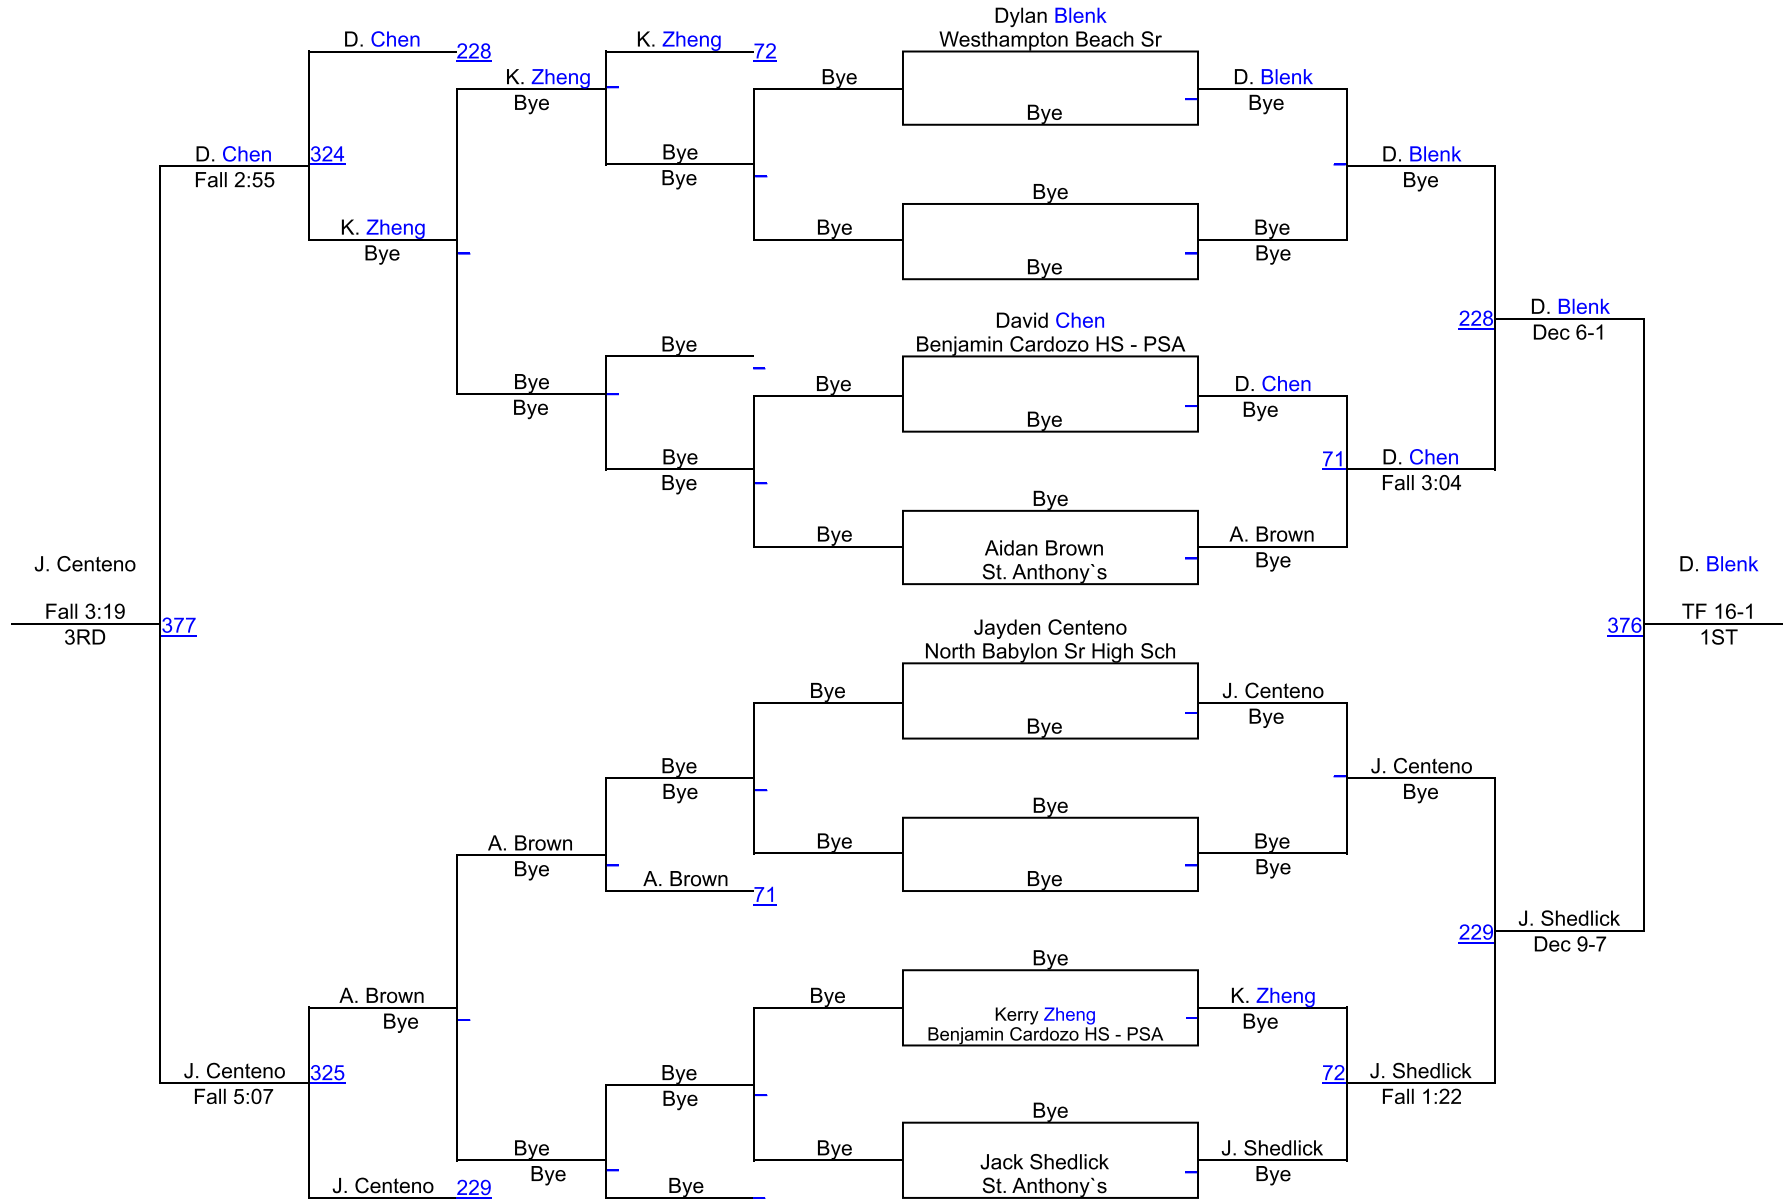 Dylan Blenk
D. Chen
K. Zheng
Westhampton Beach Sr
228
72
K. Zheng
Bye
D. Blenk
Bye
Bye
Bye
D. Chen
324
Bye
D. Blenk
Fall 2:55
Bye
Bye
Bye
K. Zheng
Bye
Bye
Bye
Bye
Bye
D. Blenk
David Chen
228
Dec 6-1
Bye
Benjamin Cardozo HS - PSA
Bye
Bye
D. Chen
Bye
Bye
Bye
Bye
71
D. Chen
Bye
Fall 3:04
Bye
Bye
A. Brown
J. Centeno
Aidan Brown
Bye
D. Blenk
St. Anthony`s
Fall 3:19
TF 16-1
377
Jayden Centeno
376
3RD
1ST
North Babylon Sr High Sch
Bye
J. Centeno
Bye
Bye
Bye
J. Centeno
Bye
Bye
Bye
A. Brown
Bye
Bye
Bye
Bye
A. Brown
Bye
71
J. Shedlick
229
Dec 9-7
Bye
A. Brown
Bye
K. Zheng
Bye
Kerry Zheng
Bye
Benjamin Cardozo HS - PSA
J. Centeno
325
Bye
72
J. Shedlick
Fall 5:07
Bye
Fall 1:22
Bye
Bye
Bye
J. Shedlick
Bye
Jack Shedlick
Bye
J. Centeno
229
Bye
St. Anthony`s